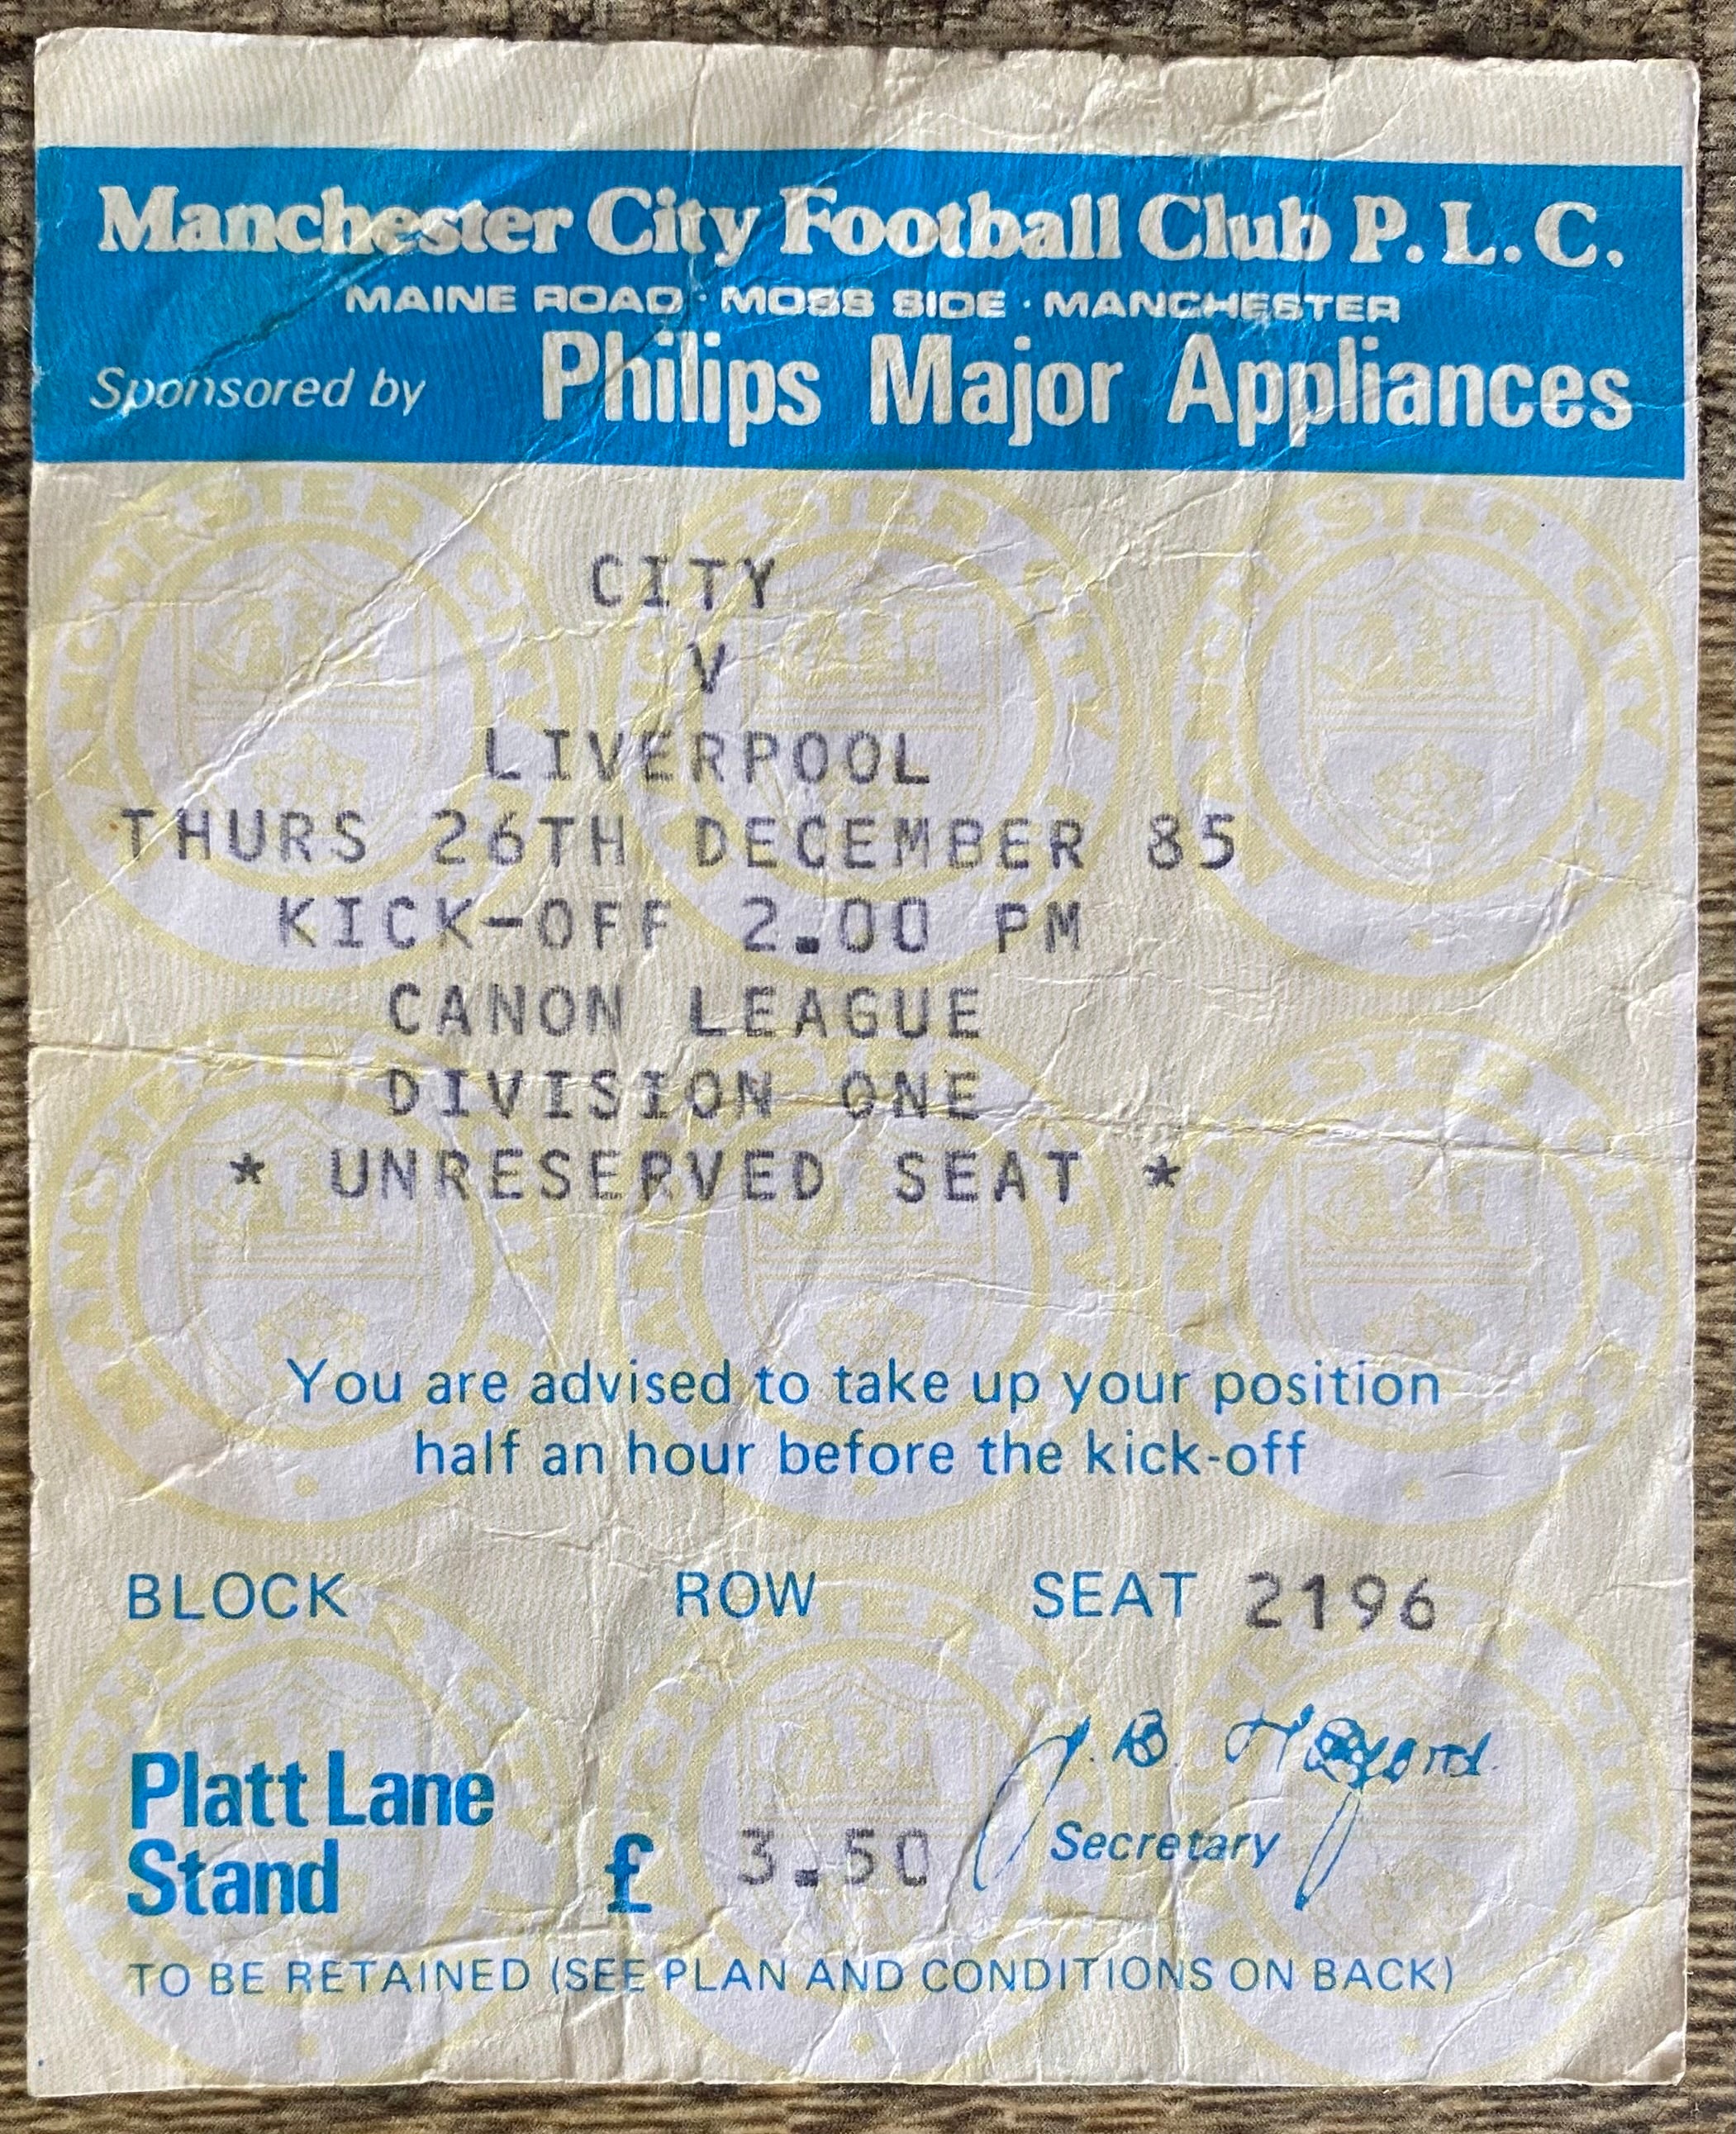 Manchester City Football Club P.L.C.
MAINE ROAD · MOSS SIDE · MANCHESTER
Sponsored by Philips Major Appliances
CITY
V
LIVERPOOL
THURS 26TH DECEMBER 85
KICK-OFF 2.00 PM
CANON LEAGUE
DIVISION ONE
* UNRESERVED SEAT *
You are advised to take up your position
half an hour before the kick-off
BLOCK ROW SEAT 2196
J. B.
Platt Lane
Stand
£ 3.50
Secretary
TO BE RETAINED (SEE PLAN AND CONDITIONS ON BACK)